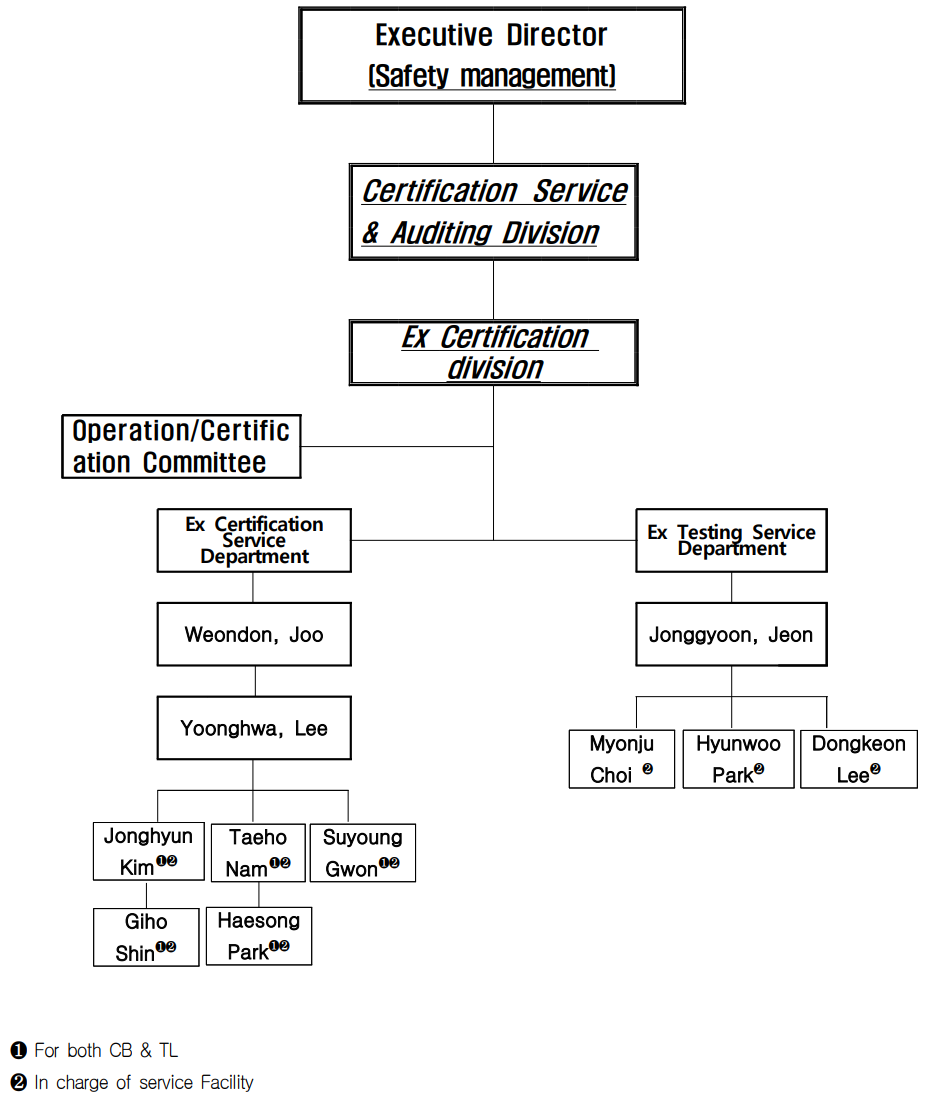 Executive Director
(Safety management)
Certification Service
& Auditing Division
Ex Certification
division
Operation/Certific
ation Committee
Ex Certification
Service
Department
Ex Testing Service
Department
Weondon, Joo
Jonggyoon, Jeon
Yoonghwa, Lee
Myonju
Choi ❷
Hyunwoo
Park❷
Dongkeon
Lee❷
Jonghyun
Kim❶❷
Taeho
Nam❶❷
Suyoung
Gwon❶❷
Giho
Shin❶❷
Haesong
Park❶❷
❶ For both CB & TL
❷ In charge of service Facility